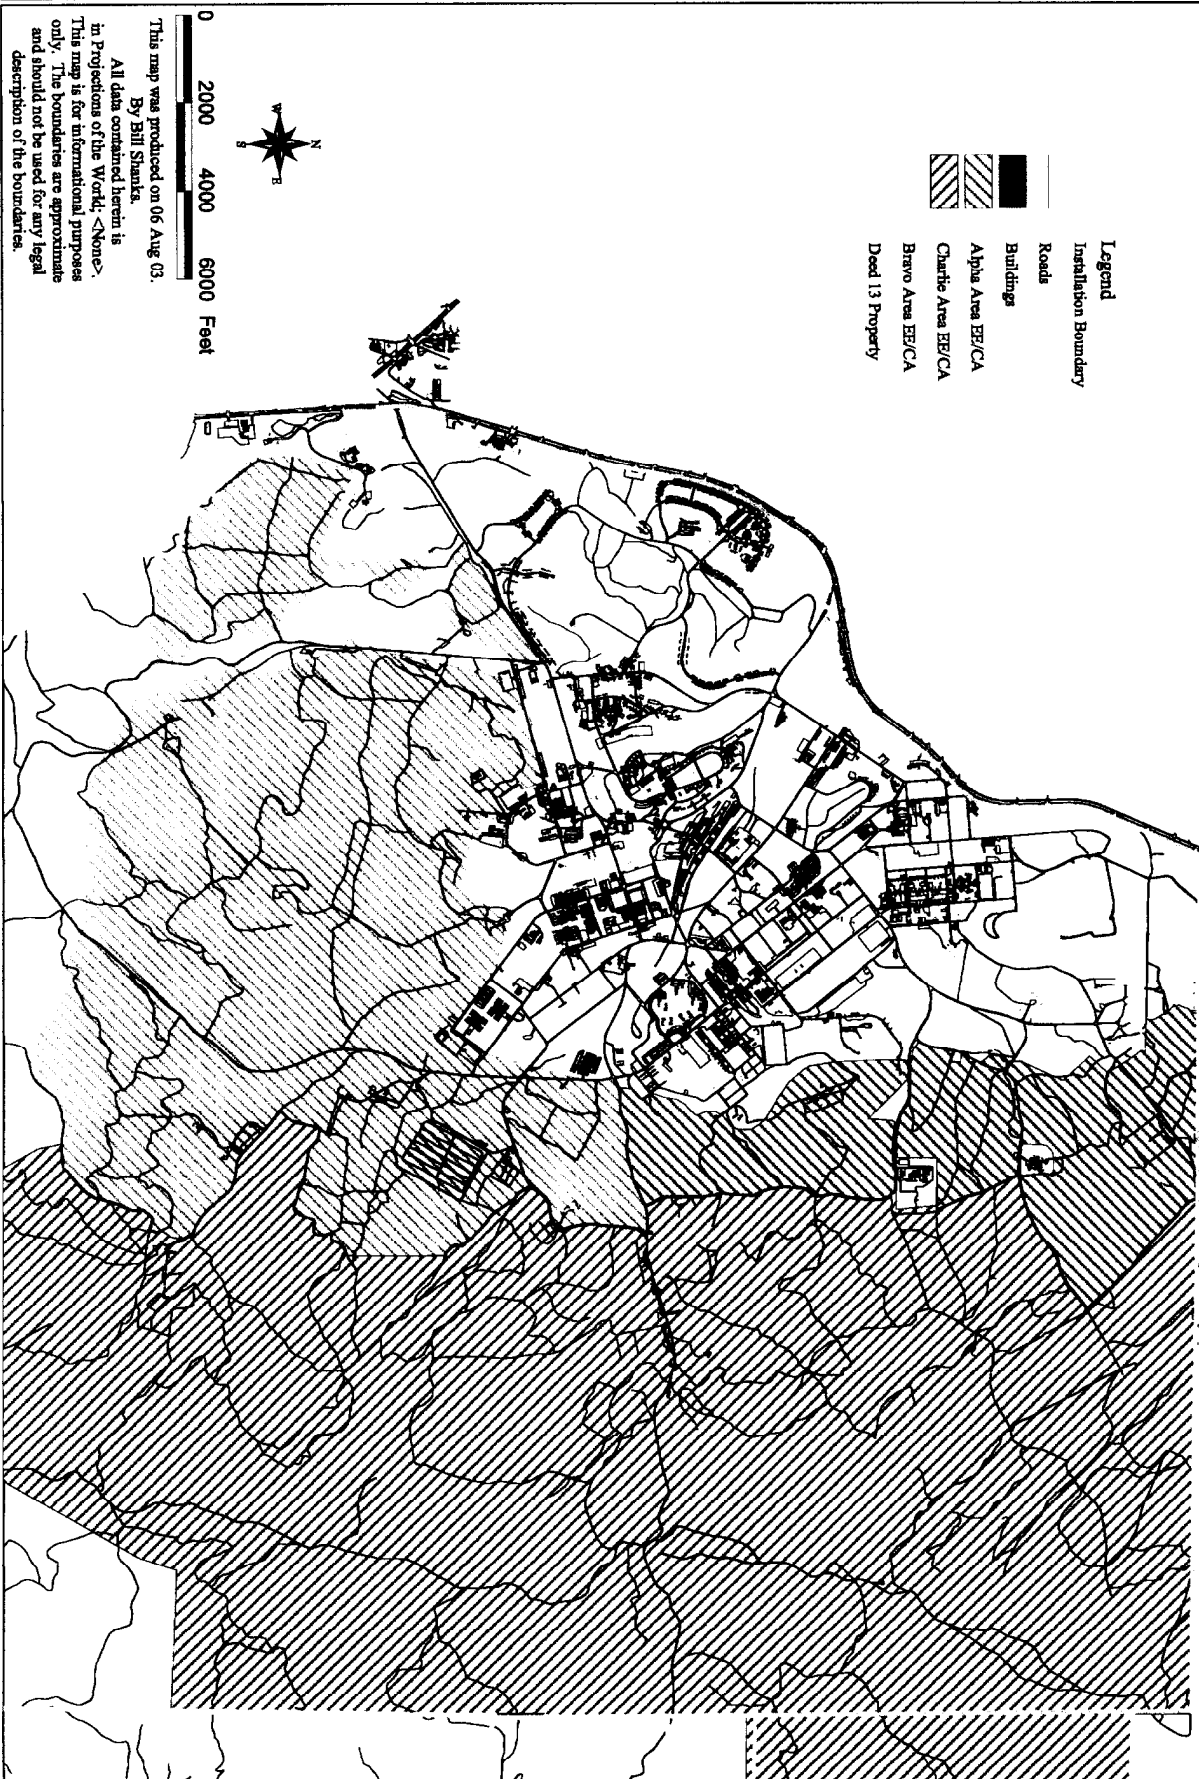 Legend
Installation Boundary
Roads
Buildings
Alpha Area EE/CA
Charlie Area EE/CA
Bravo Area EE/CA
Deed 13 Property
N
W
E
S
0 2000 4000 6000 Feet
This map was produced on 06 Aug 03.
By Bill Shanks.
All data contained herein is
in Projections of the World; <None>.
This map is for informational purposes
only. The boundaries are approximate
and should not be used for any legal
description of the boundaries.